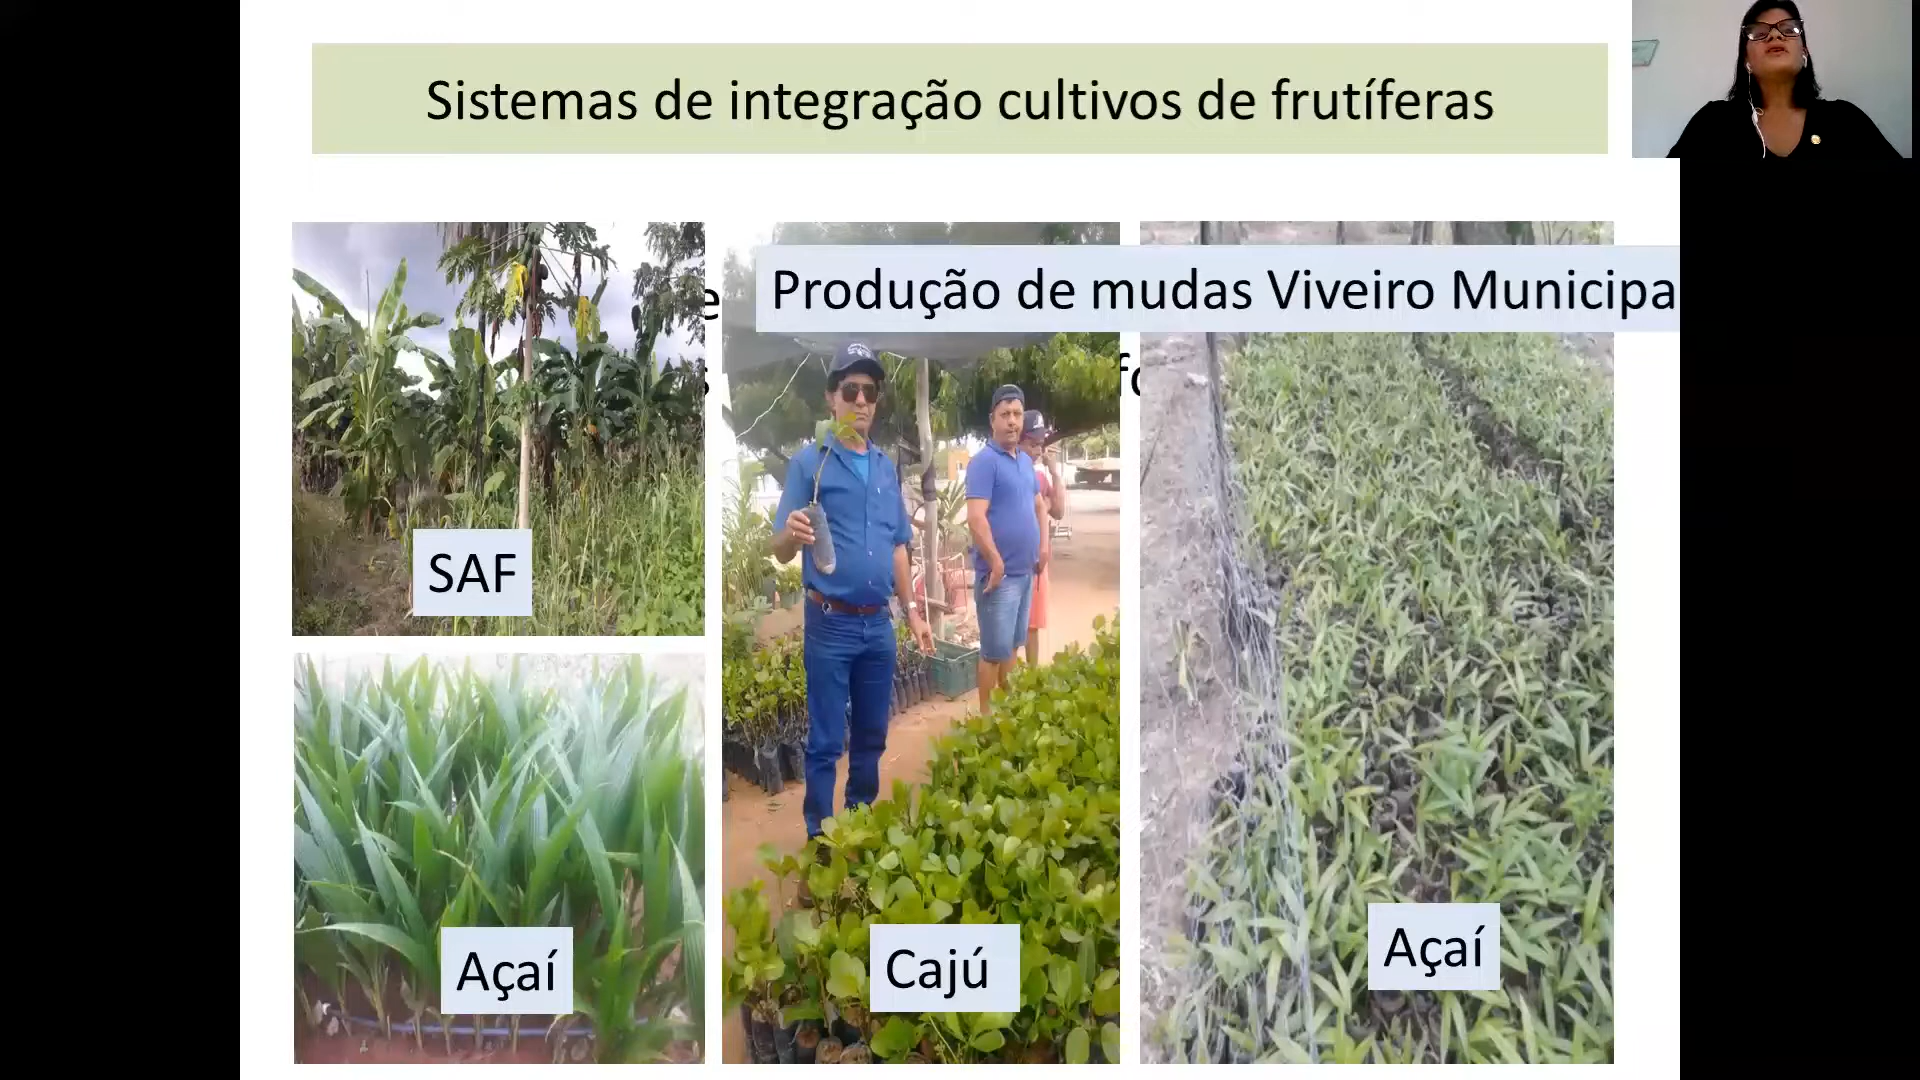 Sistemas de integração cultivos de frutíferas
Produção de mudas Viveiro Municipa
SAF
Açaí
Cajú
Açaí